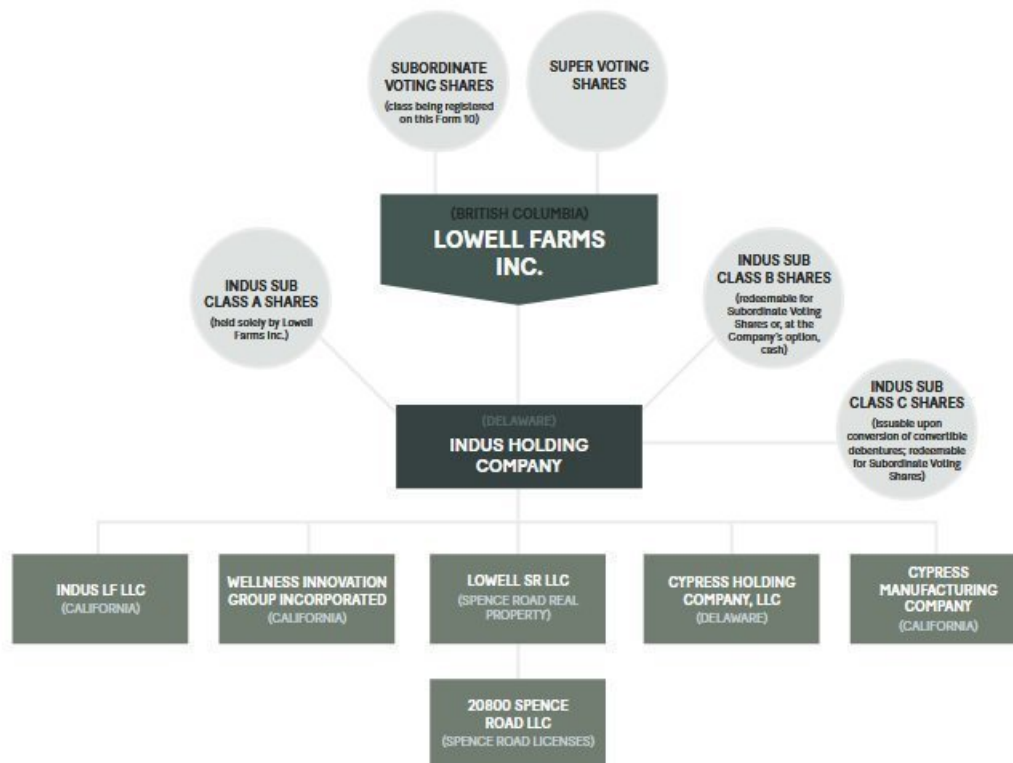 SUBORDINATE
VOTING SHARES
(class being registered
on this Form 10)
SUPER VOTING
SHARES
(BRITISH COLUMBIA)
LOWELL FARMS
INC.
INDUS SUB
CLASS A SHARES
(held solely by Lowell
Farms Inc.)
INDUS SUB
CLASS B SHARES
(redeemable for
Subordinate Voting
Shares or, at the
Company's option,
cash)
INDUS SUB
CLASS C SHARES
(issuable upon
conversion of convertible
debentures; redeemable
for Subordinate Voting
Shares)
(DELAWARE)
INDUS HOLDING
COMPANY
INDUS LF LLC
(CALIFORNIA)
WELLNESS INNOVATION
GROUP INCORPORATED
(CALIFORNIA)
LOWELL SR LLC
(SPENCE ROAD REAL
PROPERTY)
CYPRESS HOLDING
COMPANY, LLC
(DELAWARE)
CYPRESS
MANUFACTURING
COMPANY
(CALIFORNIA)
20800 SPENCE
ROAD LLC
(SPENCE ROAD LICENSES)